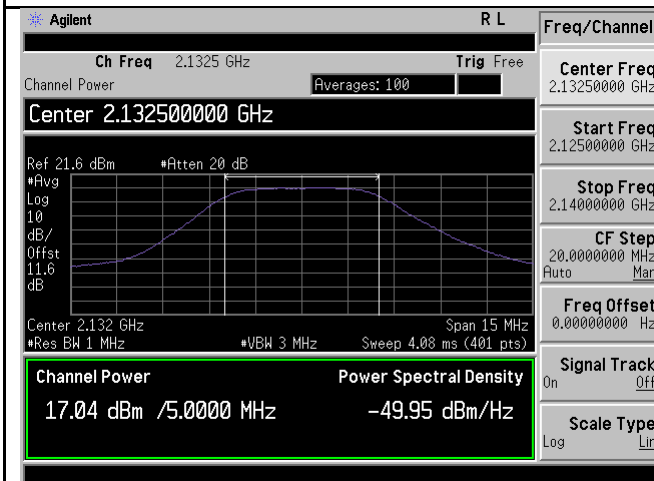 Agilent R L
Ch Freq 2.1325 GHz Trig Free
Channel Power Averages: 100
Center 2.132500000 GHz
Ref 21.6 dBm #Atten 20 dB
#Avg
Log
10
dB/
Offst
11.6
dB
Center 2.132 GHz Span 15 MHz
#Res BW 1 MHz #VBW 3 MHz Sweep 4.08 ms (401 pts)
Channel Power Power Spectral Density
17.04 dBm /5.0000 MHz -49.95 dBm/Hz
Freq/Channel
Center Freq
2.13250000 GHz
Start Freq
2.12500000 GHz
Stop Freq
2.14000000 GHz
CF Step
20.0000000 MHz
Auto Man
Freq Offset
0.00000000 Hz
Signal Track
On Off
Scale Type
Log Lin